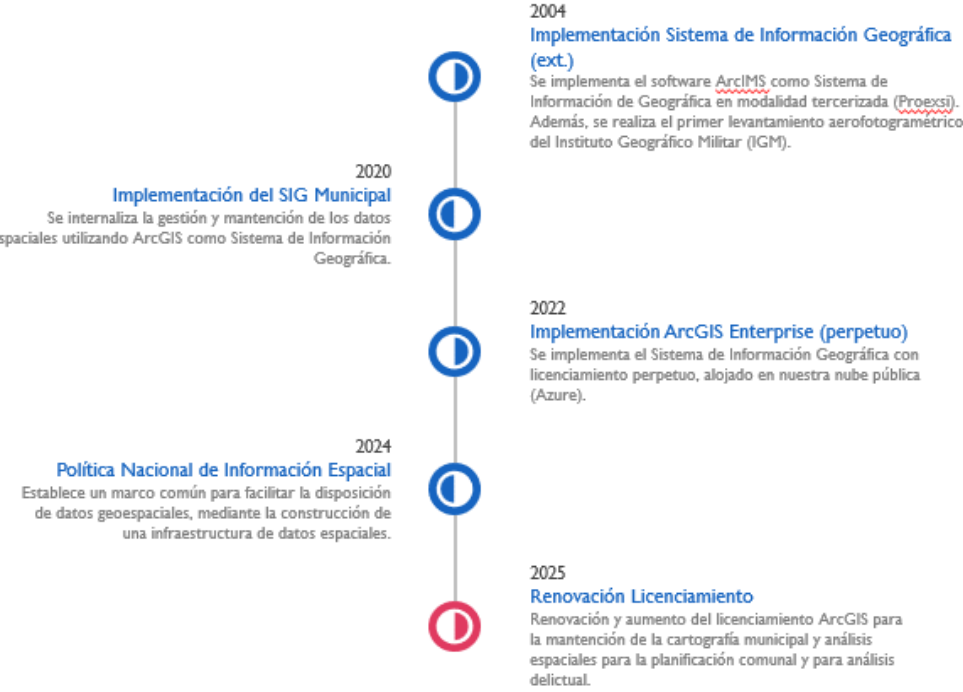 2004
Implementación Sistema de Información Geográfica
(ext.)
Se implementa el software ArcIMS como Sistema de
Información de Geográfica en modalidad tercerizada (Proexsi).
Además, se realiza el primer levantamiento aerofotogramétrico
del Instituto Geográfico Militar (IGM).
2020
Implementación del SIG Municipal
Se internaliza la gestión y mantención de los datos
spaciales utilizando ArcGIS como Sistema de Información
Geográfica.
2022
Implementación ArcGIS Enterprise (perpetuo)
Se implementa el Sistema de Información Geográfica con
licenciamiento perpetuo, alojado en nuestra nube pública
(Azure).
2024
Política Nacional de Información Espacial
Establece un marco común para facilitar la disposición
de datos geoespaciales, mediante la construcción de
una infraestructura de datos espaciales.
2025
Renovación Licenciamiento
Renovación y aumento del licenciamiento ArcGIS para
la mantención de la cartografía municipal y análisis
espaciales para la planificación comunal y para análisis
delictual.